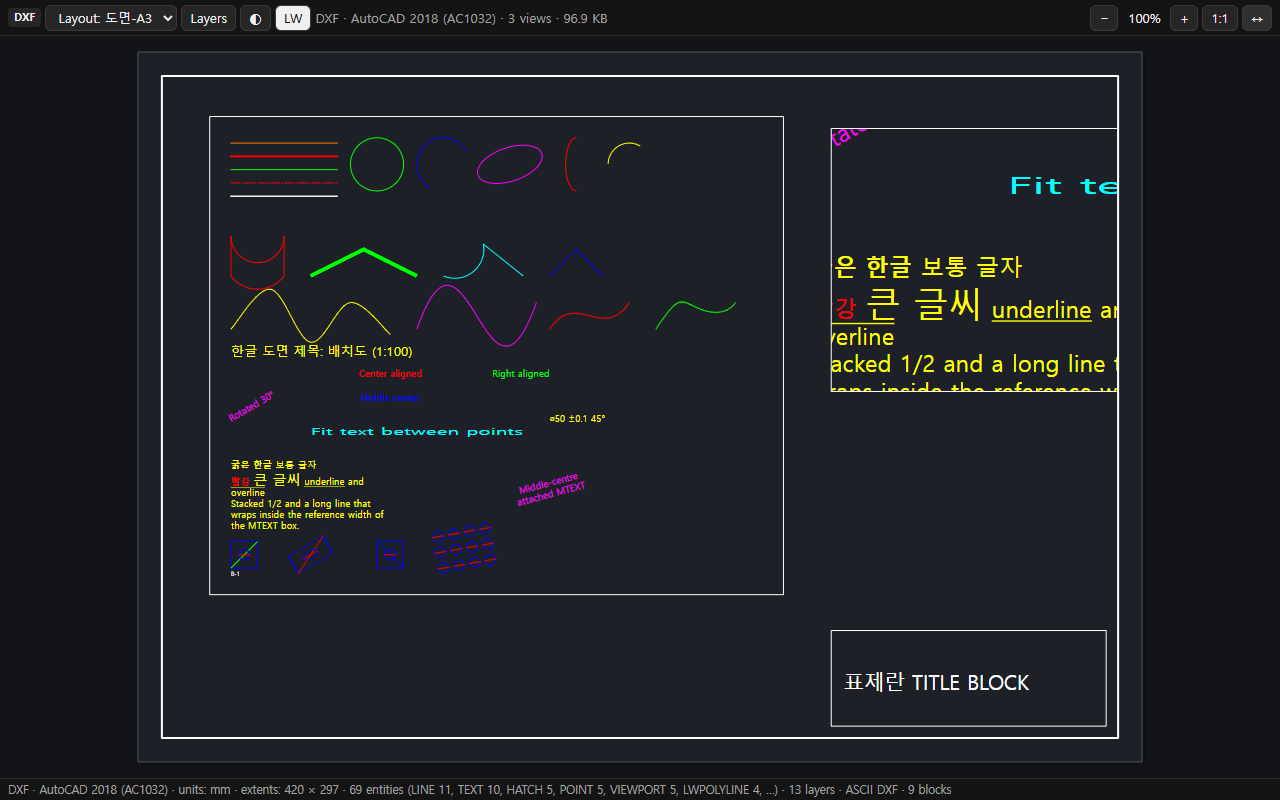 DXF Layout: 도면-A3 Layers LW DXF · AutoCAD 2018 (AC1032) · 3 views · 96.9 KB − 100% + 1:1 ↔
한글 도면 제목: 배치도 (1:100)
Center aligned
Right aligned
Rotated 30°
Middle center
ø50 ±0.1 45°
Fit text between points
굵은 한글 보통 글자
빨강 큰 글씨 underline and
overline
Stacked 1/2 and a long line that
wraps inside the reference width of
the MTEXT box.
Middle-centre
attached MTEXT
B-1
Fit te
은 한글 보통 글자
강 큰 글씨 underline ar
verline
acked 1/2 and a long line t
raps inside the reference w
표제란 TITLE BLOCK
DXF · AutoCAD 2018 (AC1032) · units: mm · extents: 420 × 297 · 69 entities (LINE 11, TEXT 10, HATCH 5, POINT 5, VIEWPORT 5, LWPOLYLINE 4, ...) · 13 layers · ASCII DXF · 9 blocks